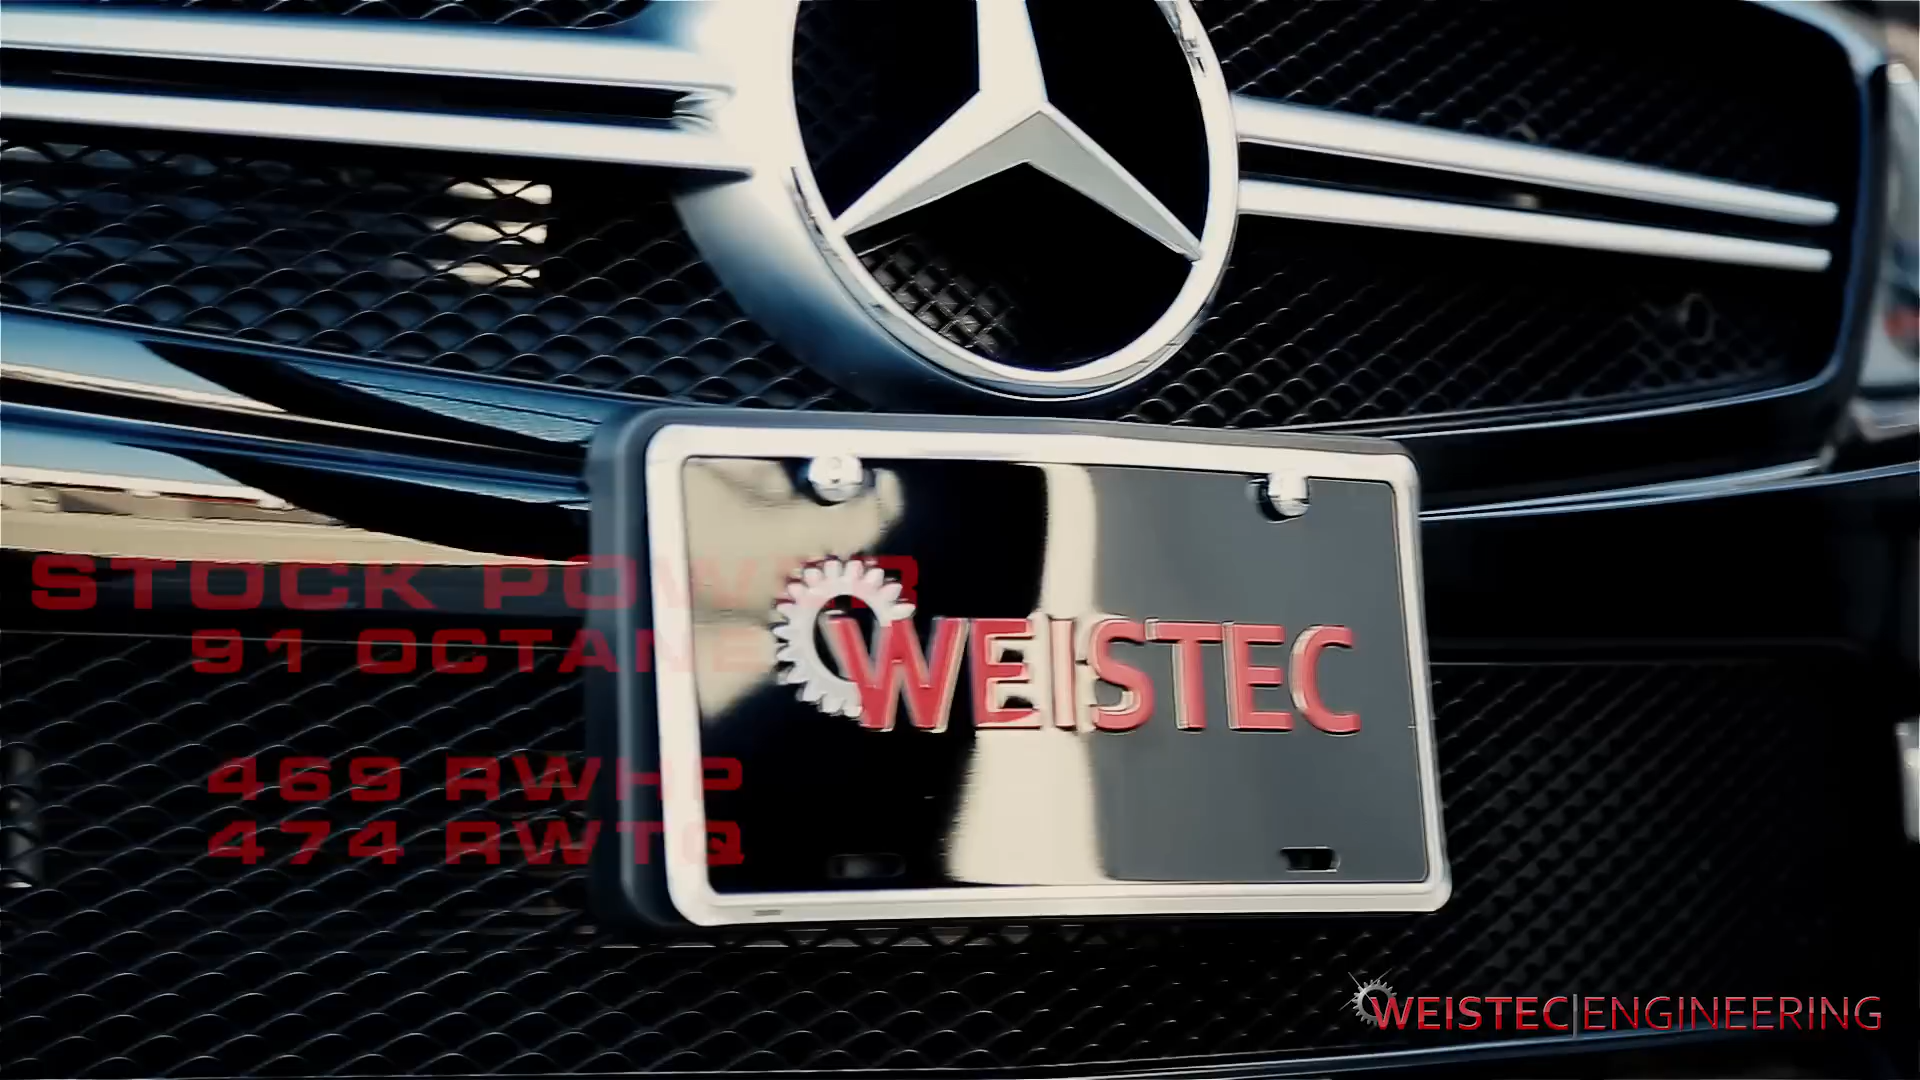 STOCK POWER
91 OCTANE
WEISTEC
469 RWHP
474 RWTQ
WEISTEC|ENGINEERING